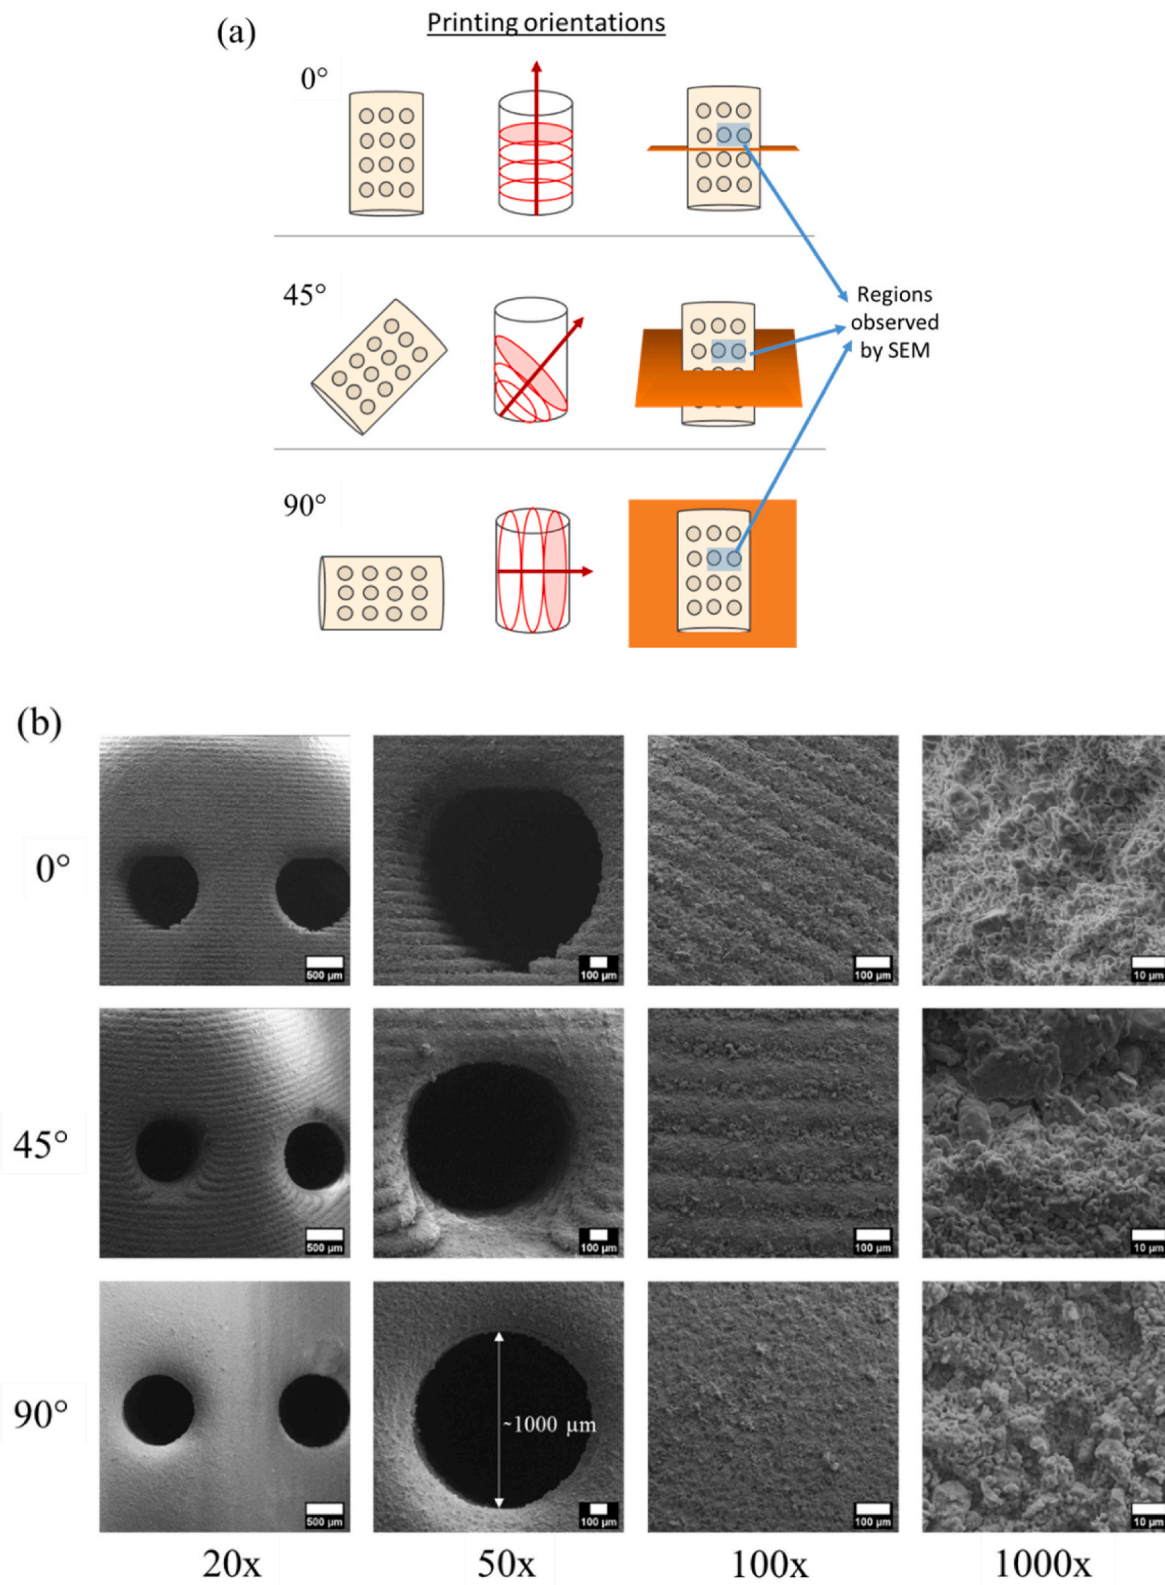 (a)
Printing orientations
0°
45°
Regions
observed
by SEM
90°
(b)
0°
500 µm
100 µm
100 µm
10 µm
45°
500 µm
100 µm
100 µm
10 µm
90°
~1000 µm
500 µm
100 µm
100 µm
10 µm
20x
50x
100x
1000x